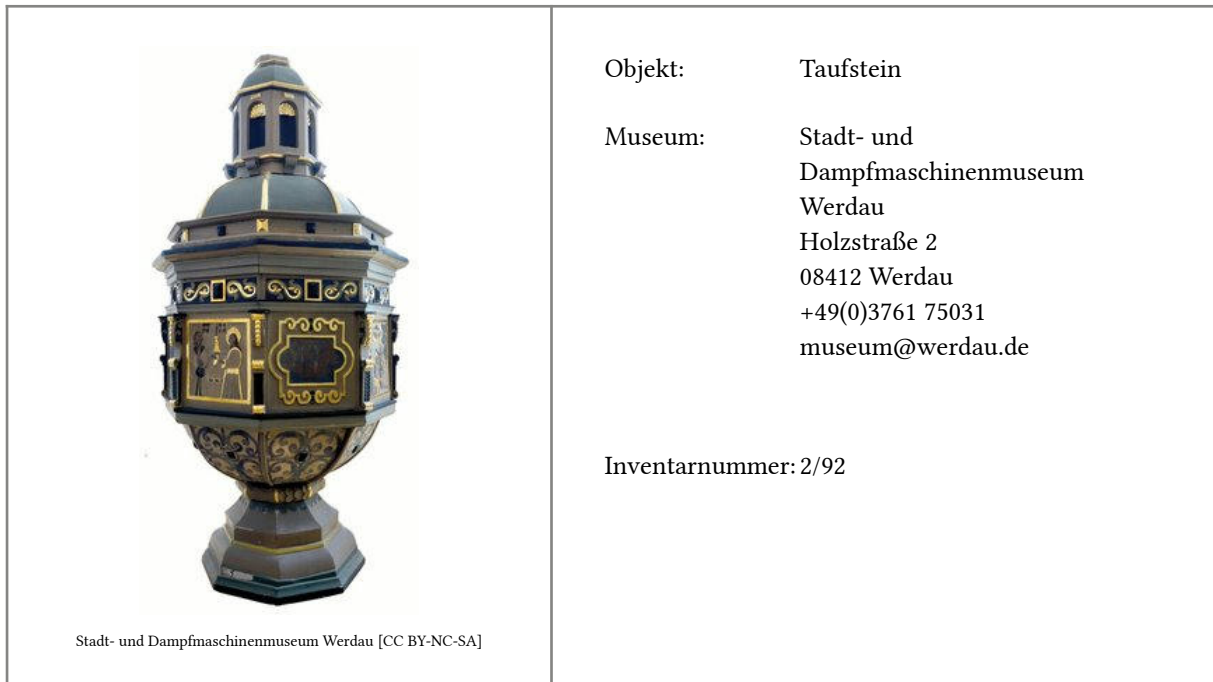 Objekt: Taufstein
Museum: Stadt- und
Dampfmaschinenmuseum
Werdau
Holzstraße 2
08412 Werdau
+49(0)3761 75031
museum@werdau.de
Inventarnummer: 2/92
Stadt- und Dampfmaschinenmuseum Werdau [CC BY-NC-SA]